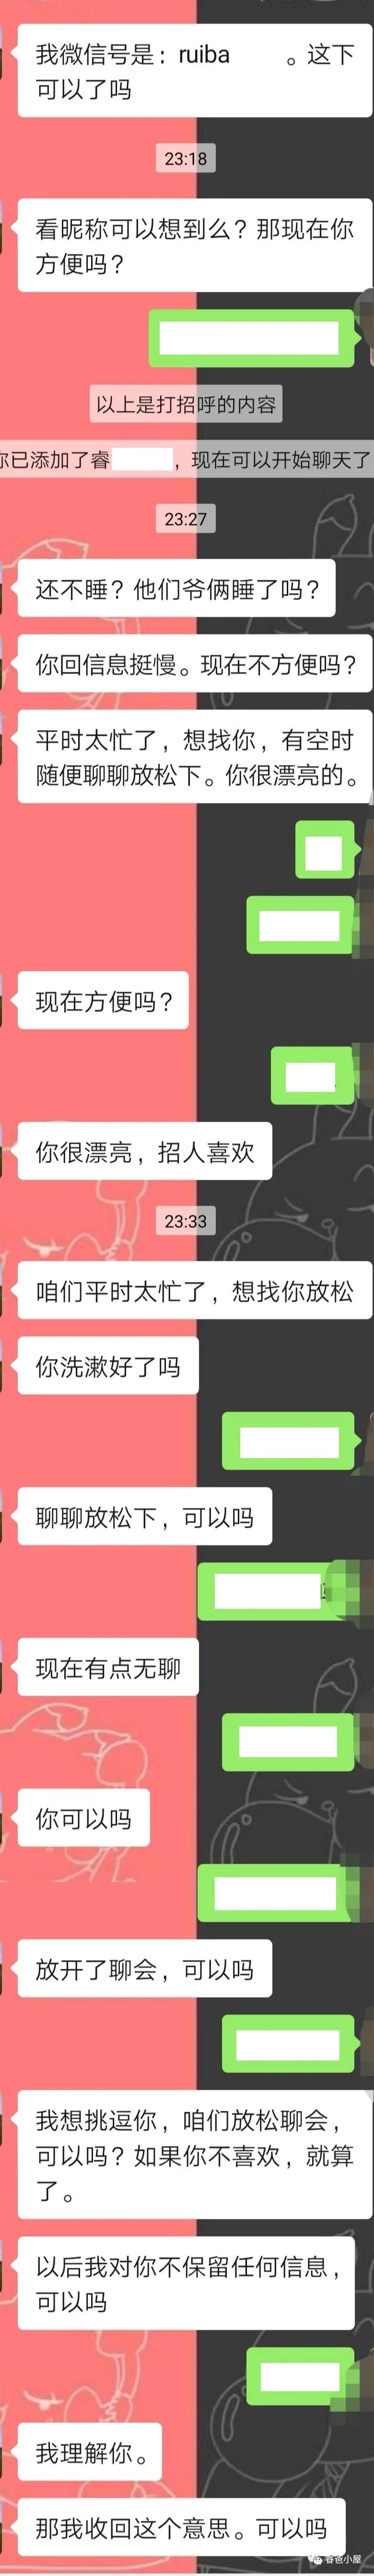 我微信号是：ruiba 。这下
可以了吗
23:18
看昵称可以想到么？那现在你
方便吗？
以上是打招呼的内容
你已添加了睿 ，现在可以开始聊天了
23:27
还不睡？他们爷俩睡了吗？
你回信息挺慢。现在不方便吗？
平时太忙了，想找你，有空时
随便聊聊放松下。你很漂亮的。
现在方便吗？
你很漂亮，招人喜欢
23:33
咱们平时太忙了，想找你放松
你洗漱好了吗
聊聊放松下，可以吗
现在有点无聊
你可以吗
放开了聊会，可以吗
我想挑逗你，咱们放松聊会，
可以吗？如果你不喜欢，就算
了。
以后我对你不保留任何信息，
可以吗
我理解你。
那我收回这个意思。可以吗
睿爸小屋